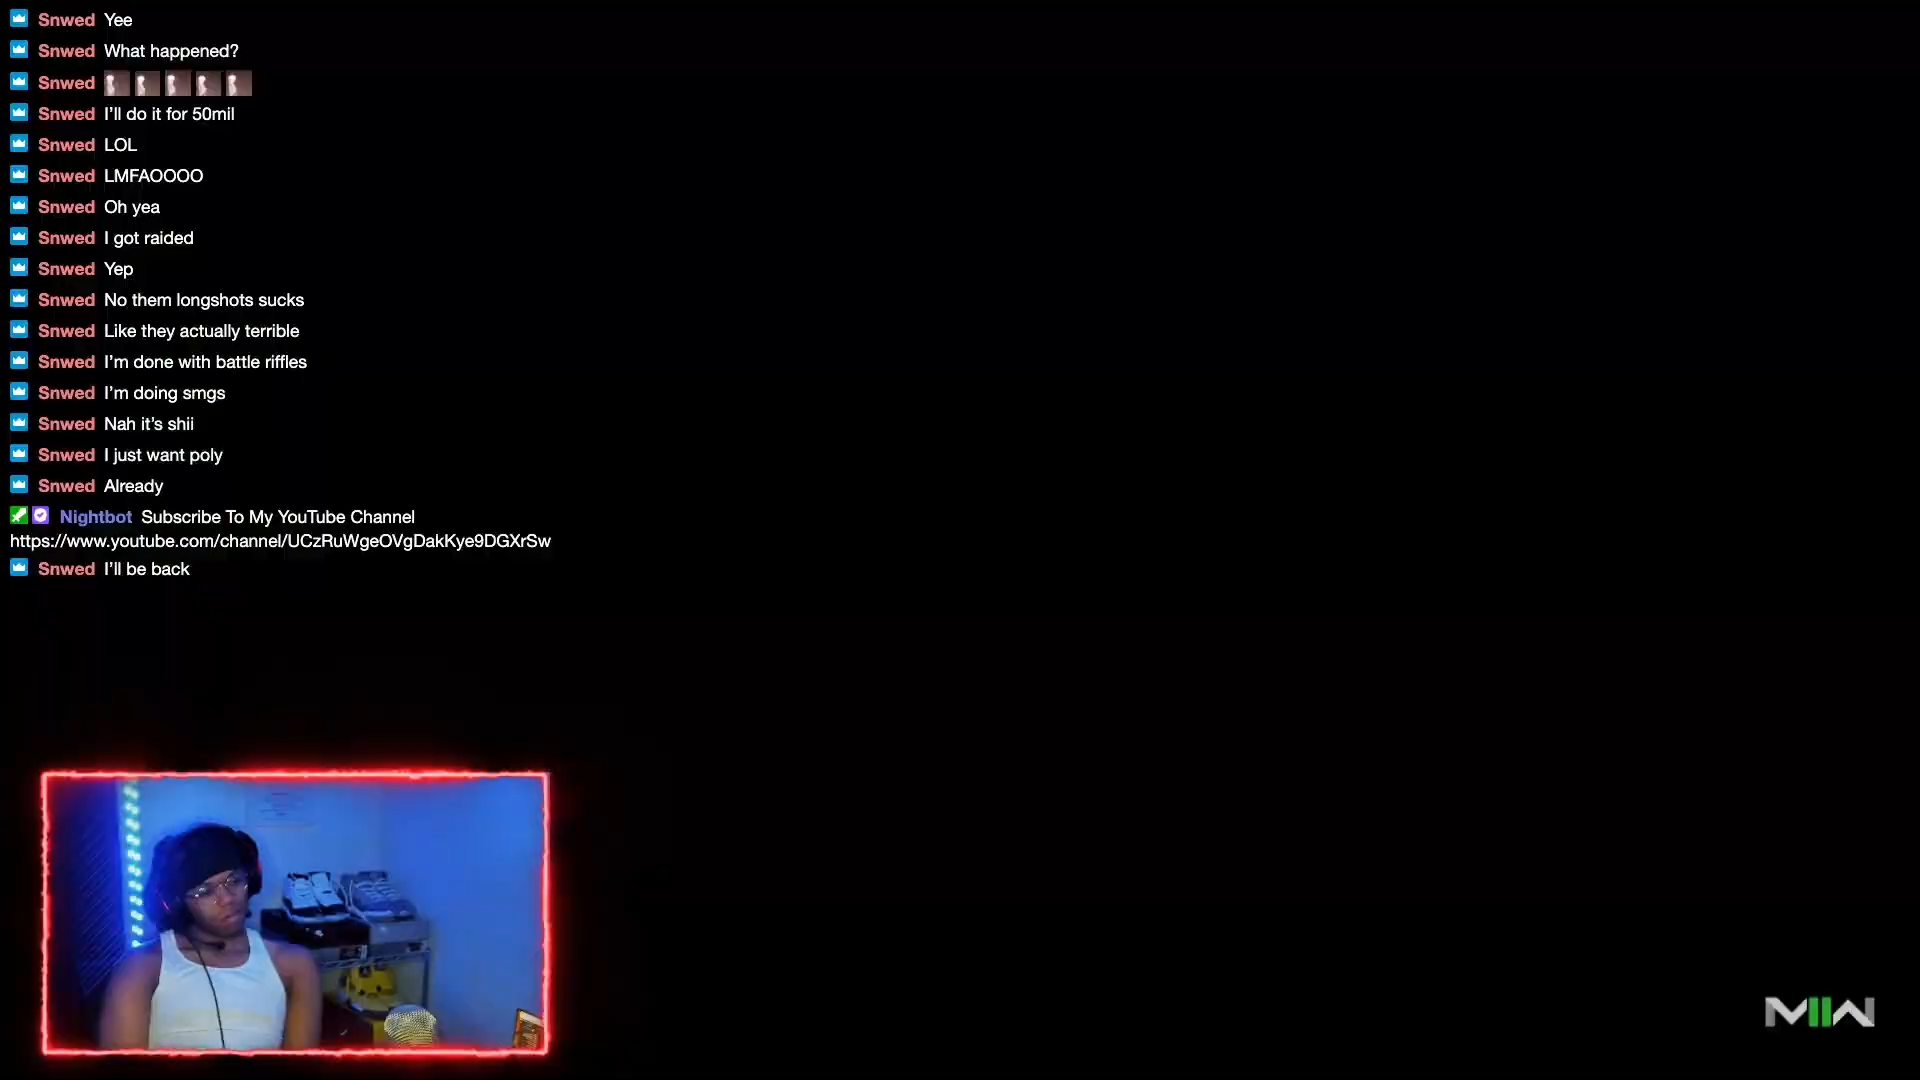 Snwed Yee
Snwed What happened?
Snwed
Snwed I'll do it for 50mil
Snwed LOL
Snwed LMFAOOOO
Snwed Oh yea
Snwed I got raided
Snwed Yep
Snwed No them longshots sucks
Snwed Like they actually terrible
Snwed I'm done with battle riffles
Snwed I'm doing smgs
Snwed Nah it's shii
Snwed I just want poly
Snwed Already
Nightbot Subscribe To My YouTube Channel
https://www.youtube.com/channel/UCzRuWgeOVgDakKye9DGXrSw
Snwed I'll be back
MIIW